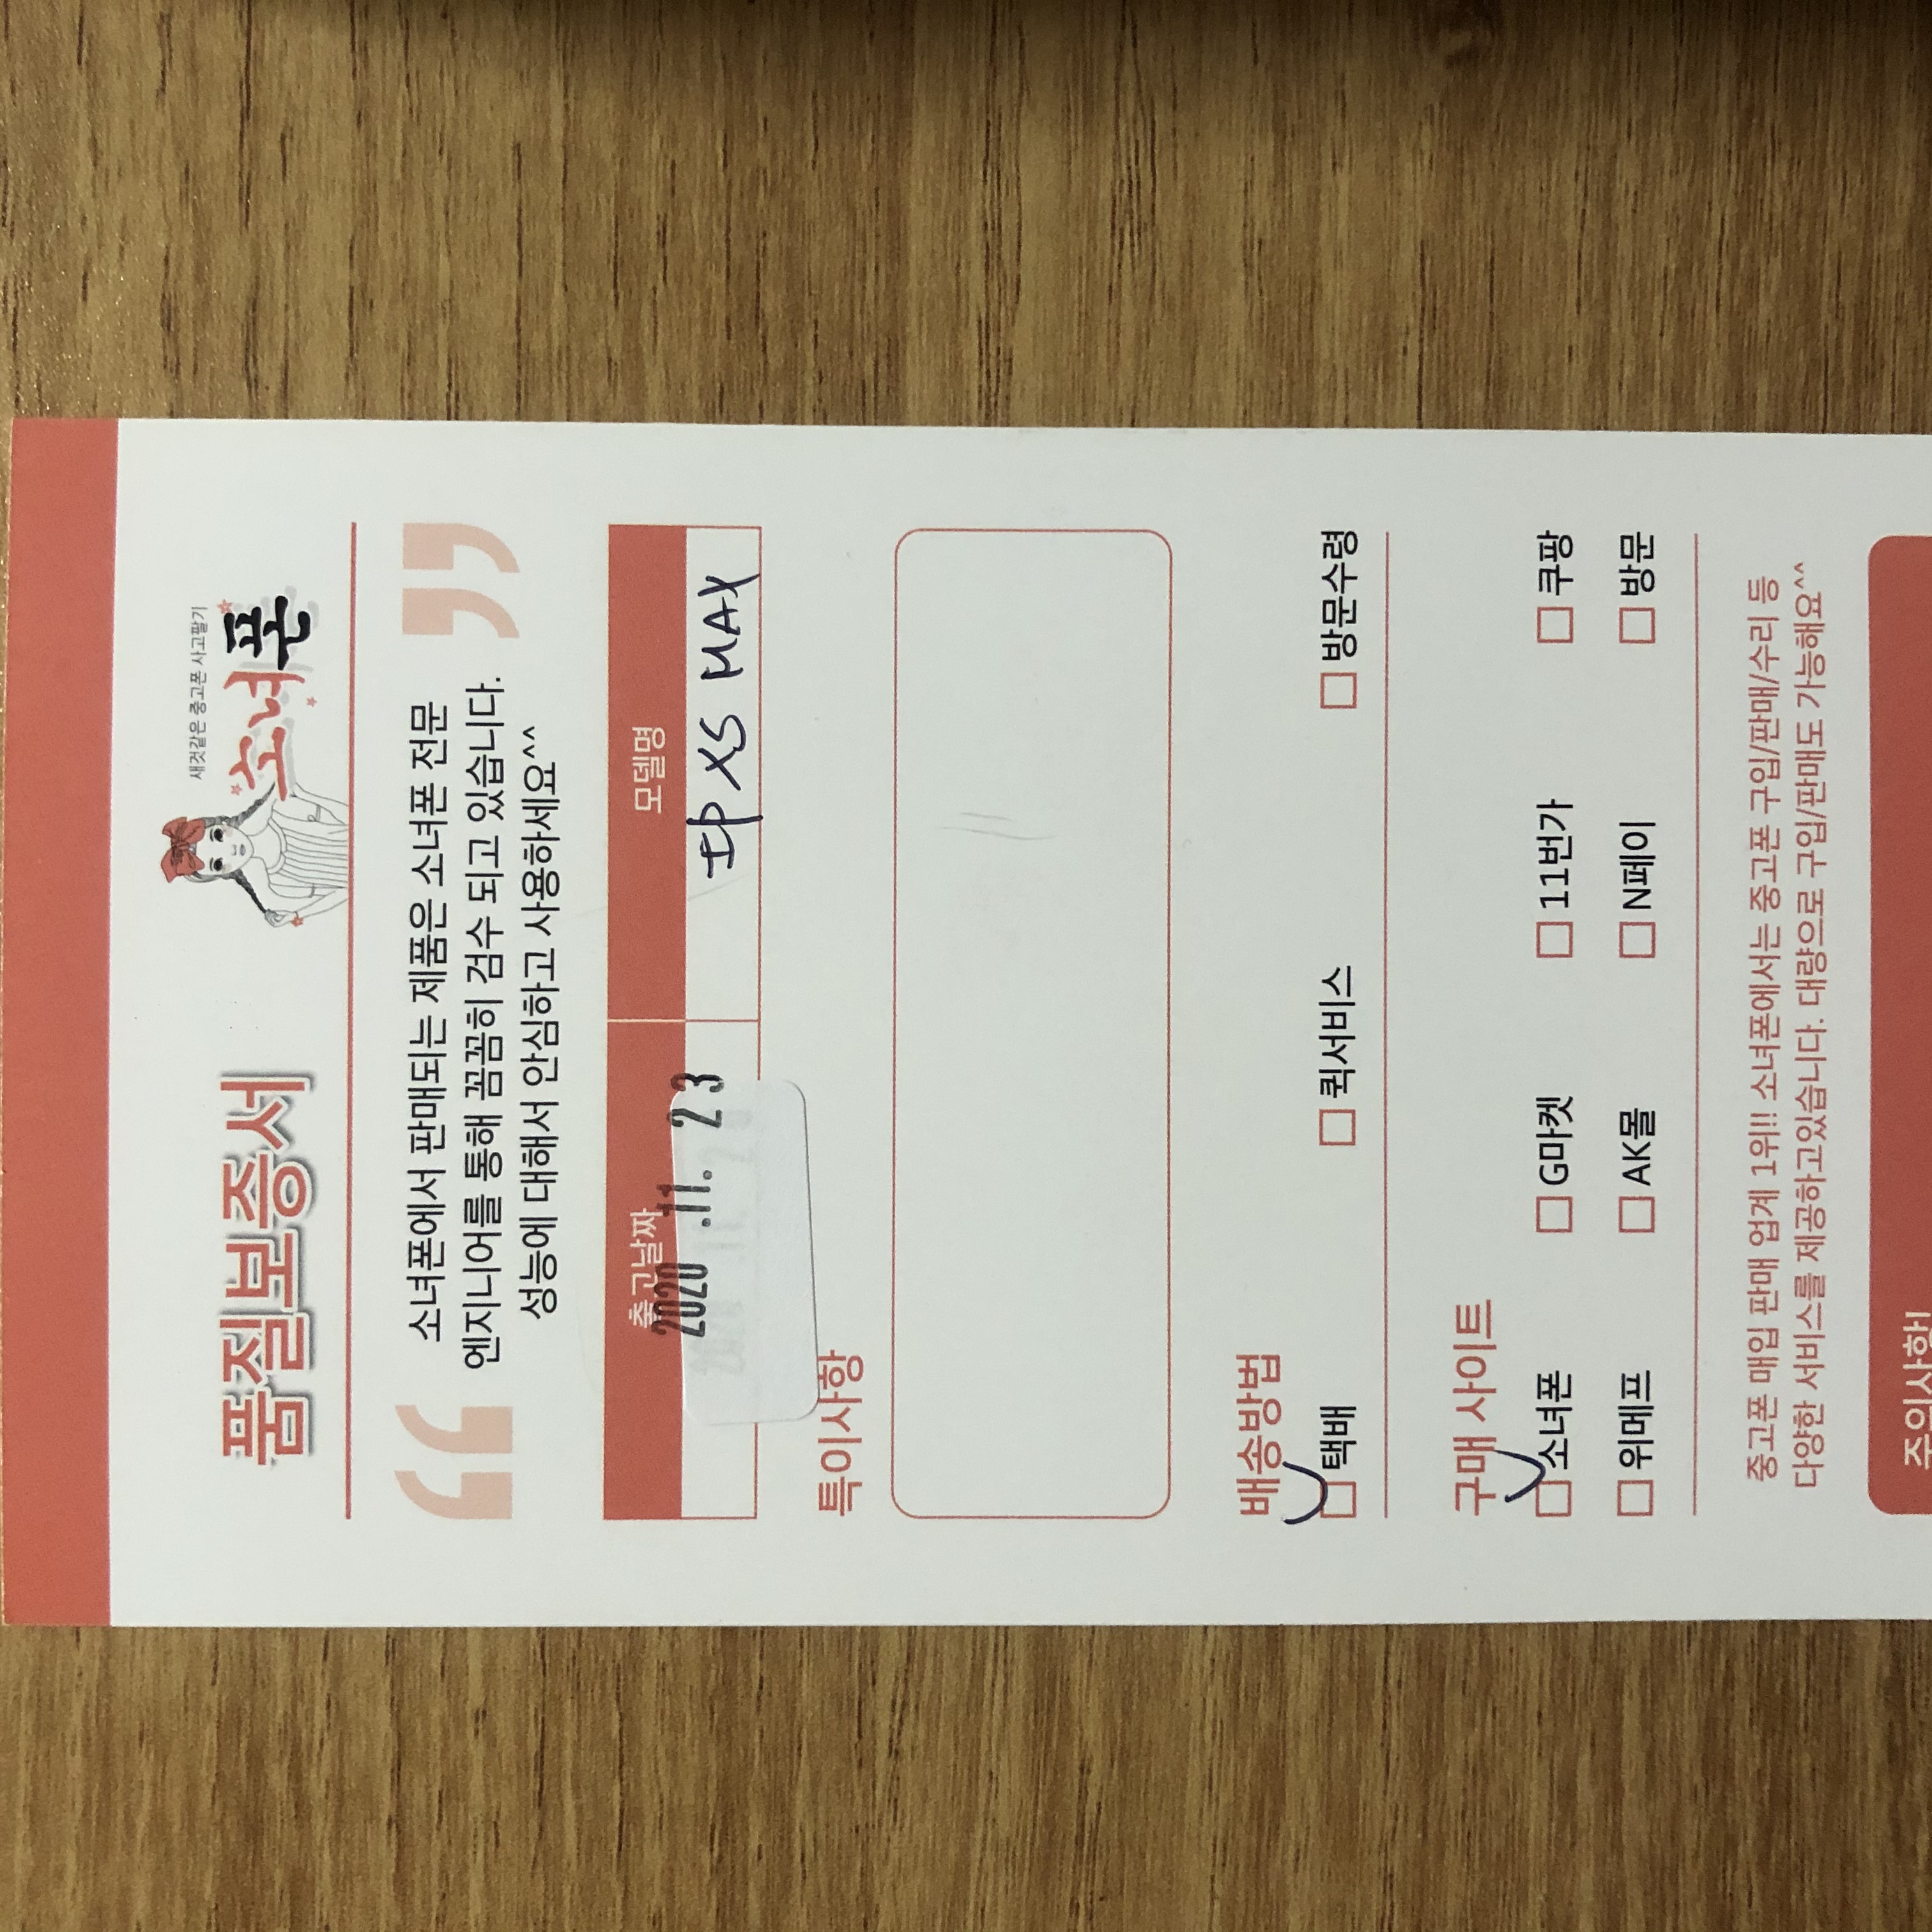 품질보증서
새것같은 중고폰 사고팔기
소녀폰
소녀폰에서 판매되는 제품은 소녀폰 전문
엔지니어를 통해 꼼꼼히 검수 되고 있습니다.
성능에 대해서 안심하고 사용하세요^^
출고날짜 모델명
2020.11.23 IP XS MAX
특이사항
배송방법
택배 퀵서비스 방문수령
구매 사이트
소녀폰 G마켓 11번가 쿠팡
위메프 AK몰 N페이 방문
중고폰 매입 판매 업계 1위!! 소녀폰에서는 중고폰 구입/판매/수리 등
다양한 서비스를 제공하고있습니다. 대량으로 구입/판매도 가능해요^^
주의사항!